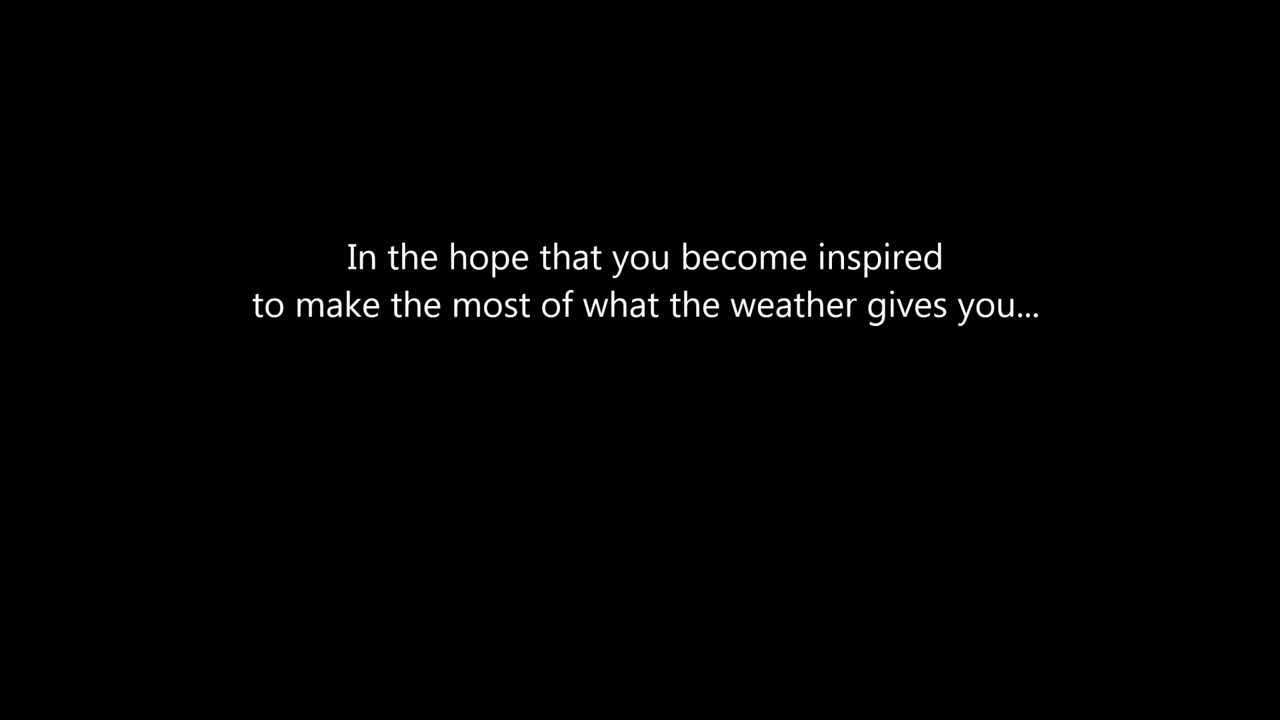 In the hope that you become inspired
to make the most of what the weather gives you...